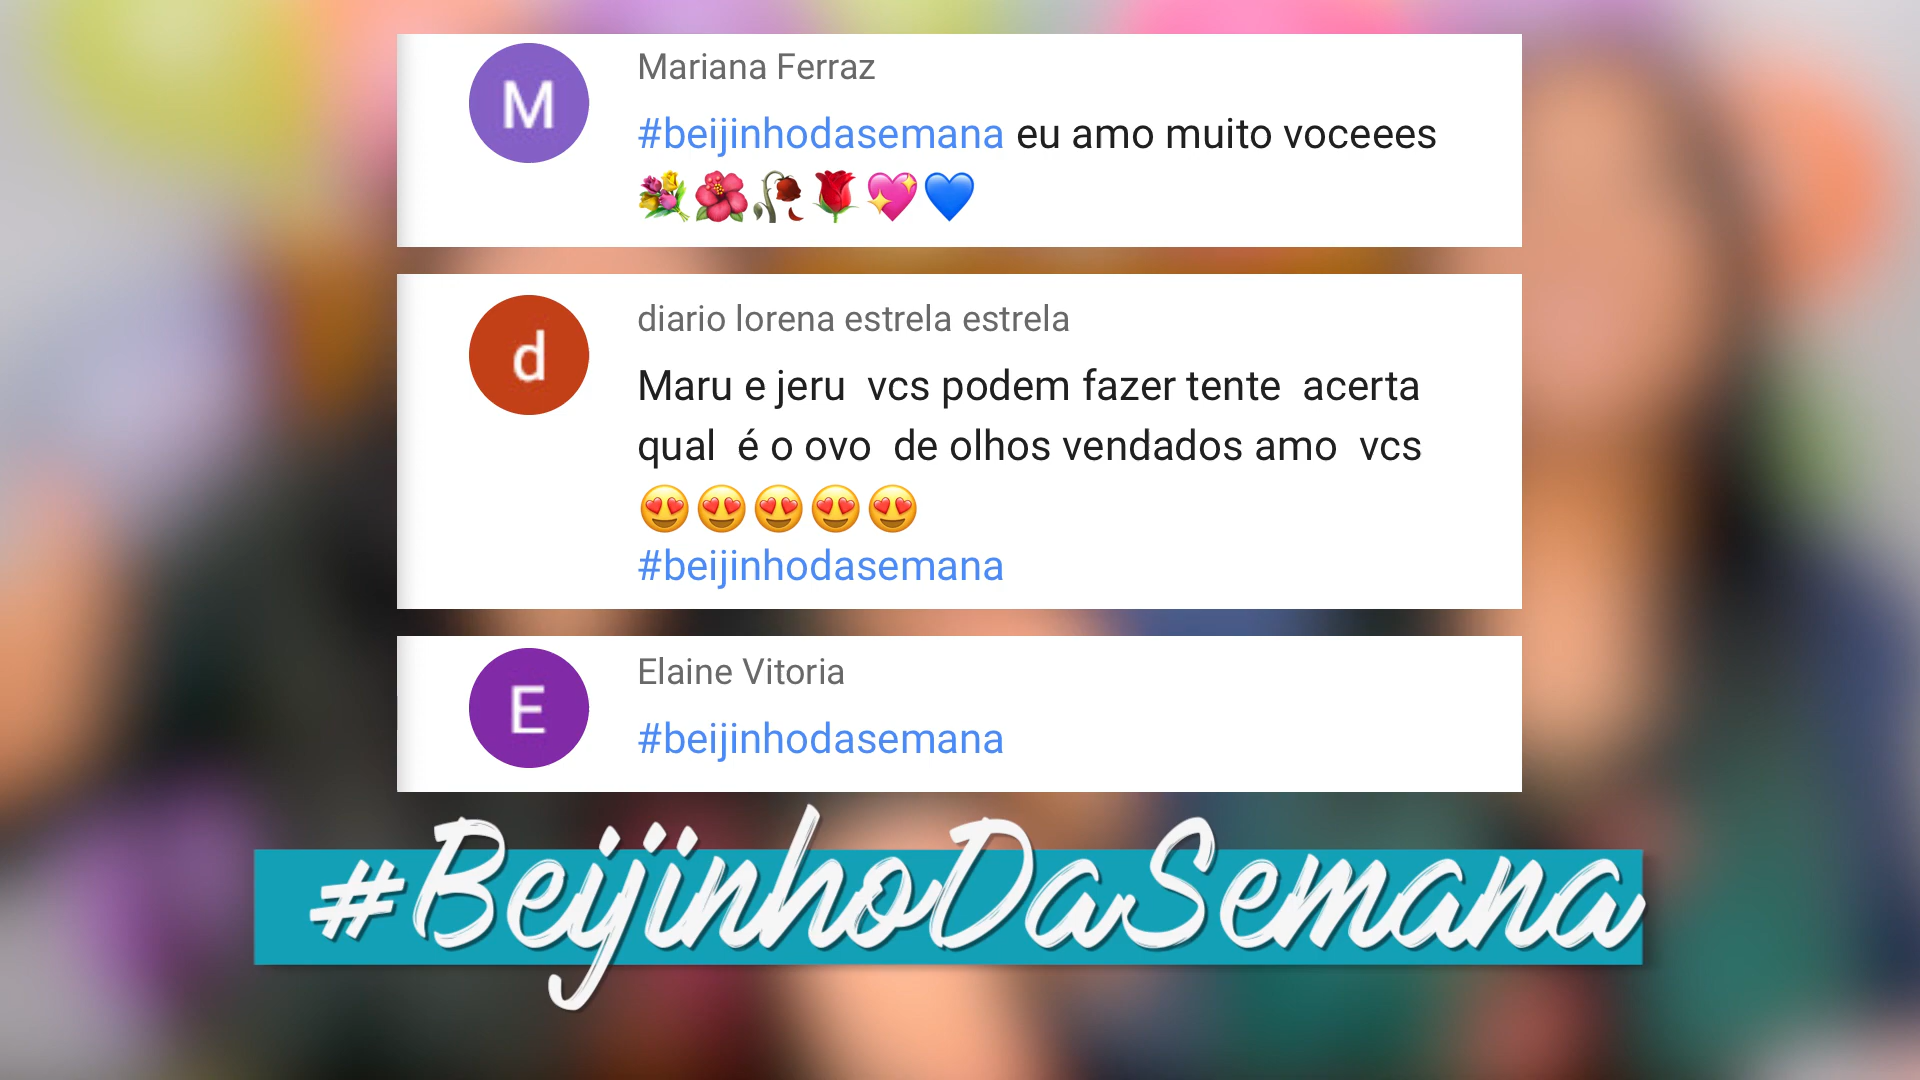 M
Mariana Ferraz
#beijinhodasemana eu amo muito voceees
💐🌺🥀🌹💖💙
d
diario lorena estrela estrela
Maru e jeru  vcs podem fazer tente  acerta
qual  é o ovo  de olhos vendados amo  vcs
😍😍😍😍😍
#beijinhodasemana
E
Elaine Vitoria
#beijinhodasemana
#BeijinhoDaSemana